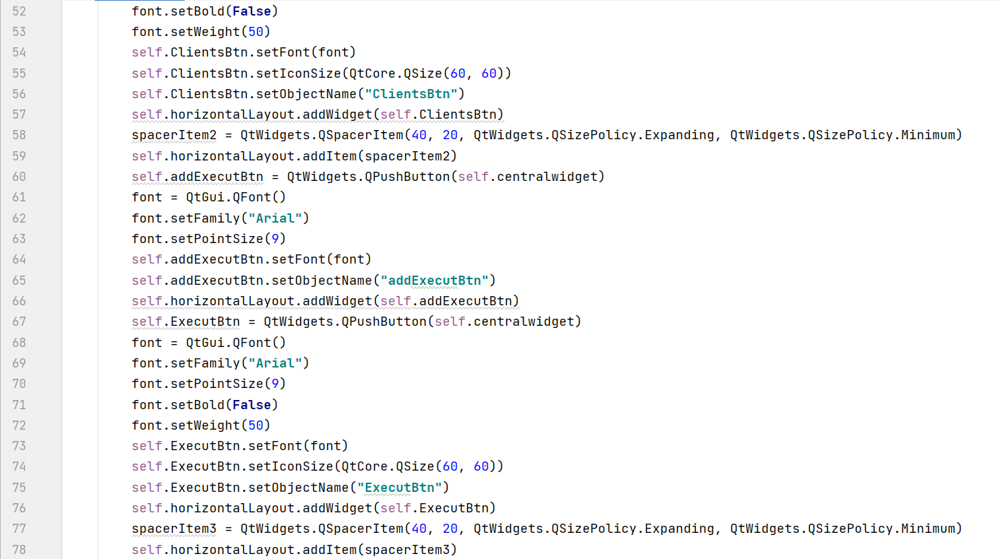 52 font.setBold(False)
53 font.setWeight(50)
54 self.ClientsBtn.setFont(font)
55 self.ClientsBtn.setIconSize(QtCore.QSize(60, 60))
56 self.ClientsBtn.setObjectName("ClientsBtn")
57 self.horizontalLayout.addWidget(self.ClientsBtn)
58 spacerItem2 = QtWidgets.QSpacerItem(40, 20, QtWidgets.QSizePolicy.Expanding, QtWidgets.QSizePolicy.Minimum)
59 self.horizontalLayout.addItem(spacerItem2)
60 self.addExecutBtn = QtWidgets.QPushButton(self.centralwidget)
61 font = QtGui.QFont()
62 font.setFamily("Arial")
63 font.setPointSize(9)
64 self.addExecutBtn.setFont(font)
65 self.addExecutBtn.setObjectName("addExecutBtn")
66 self.horizontalLayout.addWidget(self.addExecutBtn)
67 self.ExecutBtn = QtWidgets.QPushButton(self.centralwidget)
68 font = QtGui.QFont()
69 font.setFamily("Arial")
70 font.setPointSize(9)
71 font.setBold(False)
72 font.setWeight(50)
73 self.ExecutBtn.setFont(font)
74 self.ExecutBtn.setIconSize(QtCore.QSize(60, 60))
75 self.ExecutBtn.setObjectName("ExecutBtn")
76 self.horizontalLayout.addWidget(self.ExecutBtn)
77 spacerItem3 = QtWidgets.QSpacerItem(40, 20, QtWidgets.QSizePolicy.Expanding, QtWidgets.QSizePolicy.Minimum)
78 self.horizontalLayout.addItem(spacerItem3)